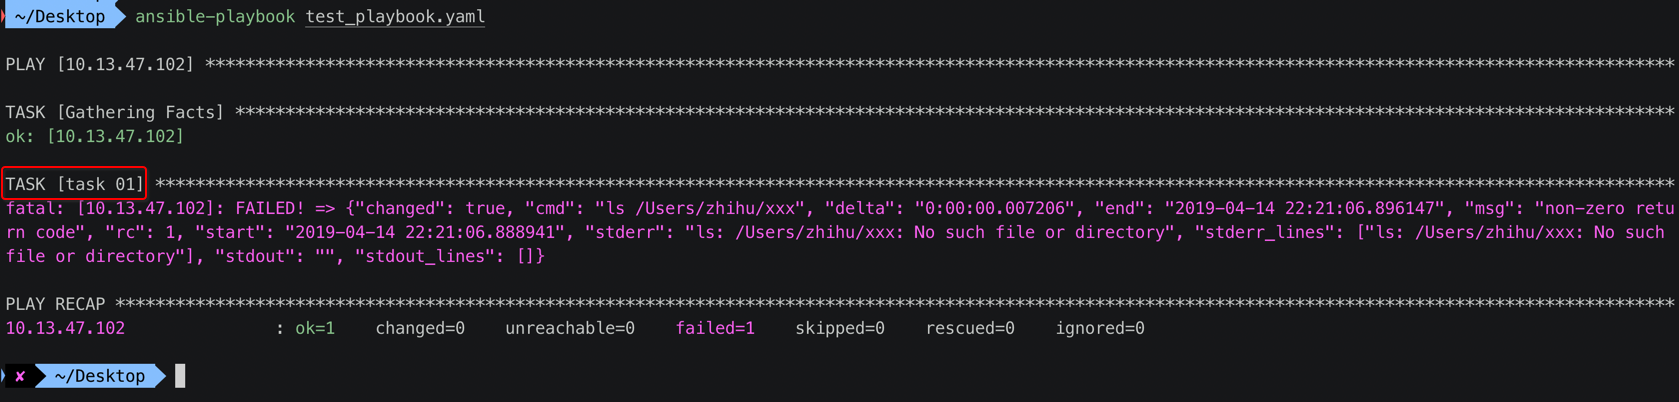 ~/Desktop ansible-playbook test_playbook.yaml
PLAY [10.13.47.102] ***************************************************************************************************************************************************
TASK [Gathering Facts] ************************************************************************************************************************************************
ok: [10.13.47.102]
TASK [task 01] ********************************************************************************************************************************************************
fatal: [10.13.47.102]: FAILED! => {"changed": true, "cmd": "ls /Users/zhihu/xxx", "delta": "0:00:00.007206", "end": "2019-04-14 22:21:06.896147", "msg": "non-zero retu
rn code", "rc": 1, "start": "2019-04-14 22:21:06.888941", "stderr": "ls: /Users/zhihu/xxx: No such file or directory", "stderr_lines": ["ls: /Users/zhihu/xxx: No such
file or directory"], "stdout": "", "stdout_lines": []}
PLAY RECAP ************************************************************************************************************************************************************
10.13.47.102 : ok=1 changed=0 unreachable=0 failed=1 skipped=0 rescued=0 ignored=0
✘ ~/Desktop